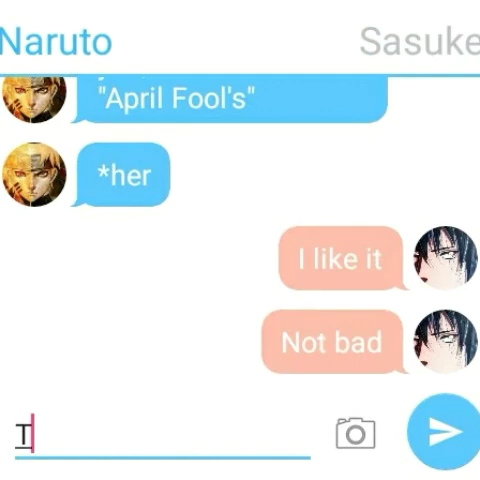 Naruto Sasuke
"April Fool's"
*her
I like it
Not bad
T